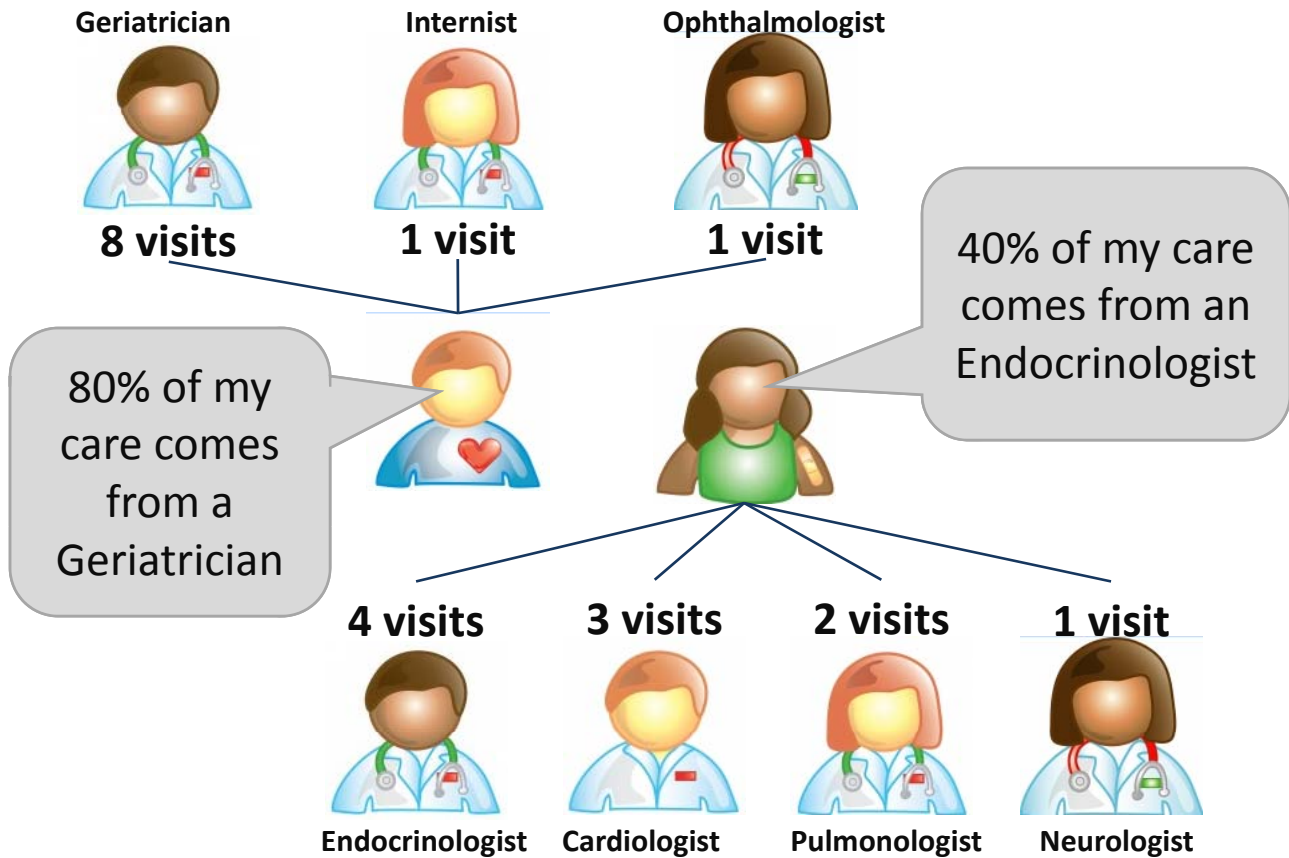 Geriatrician
Internist
Ophthalmologist
8 visits
1 visit
1 visit
40% of my care
comes from an
Endocrinologist
80% of my
care comes
from a
Geriatrician
4 visits
3 visits
2 visits
1 visit
Endocrinologist
Cardiologist
Pulmonologist
Neurologist